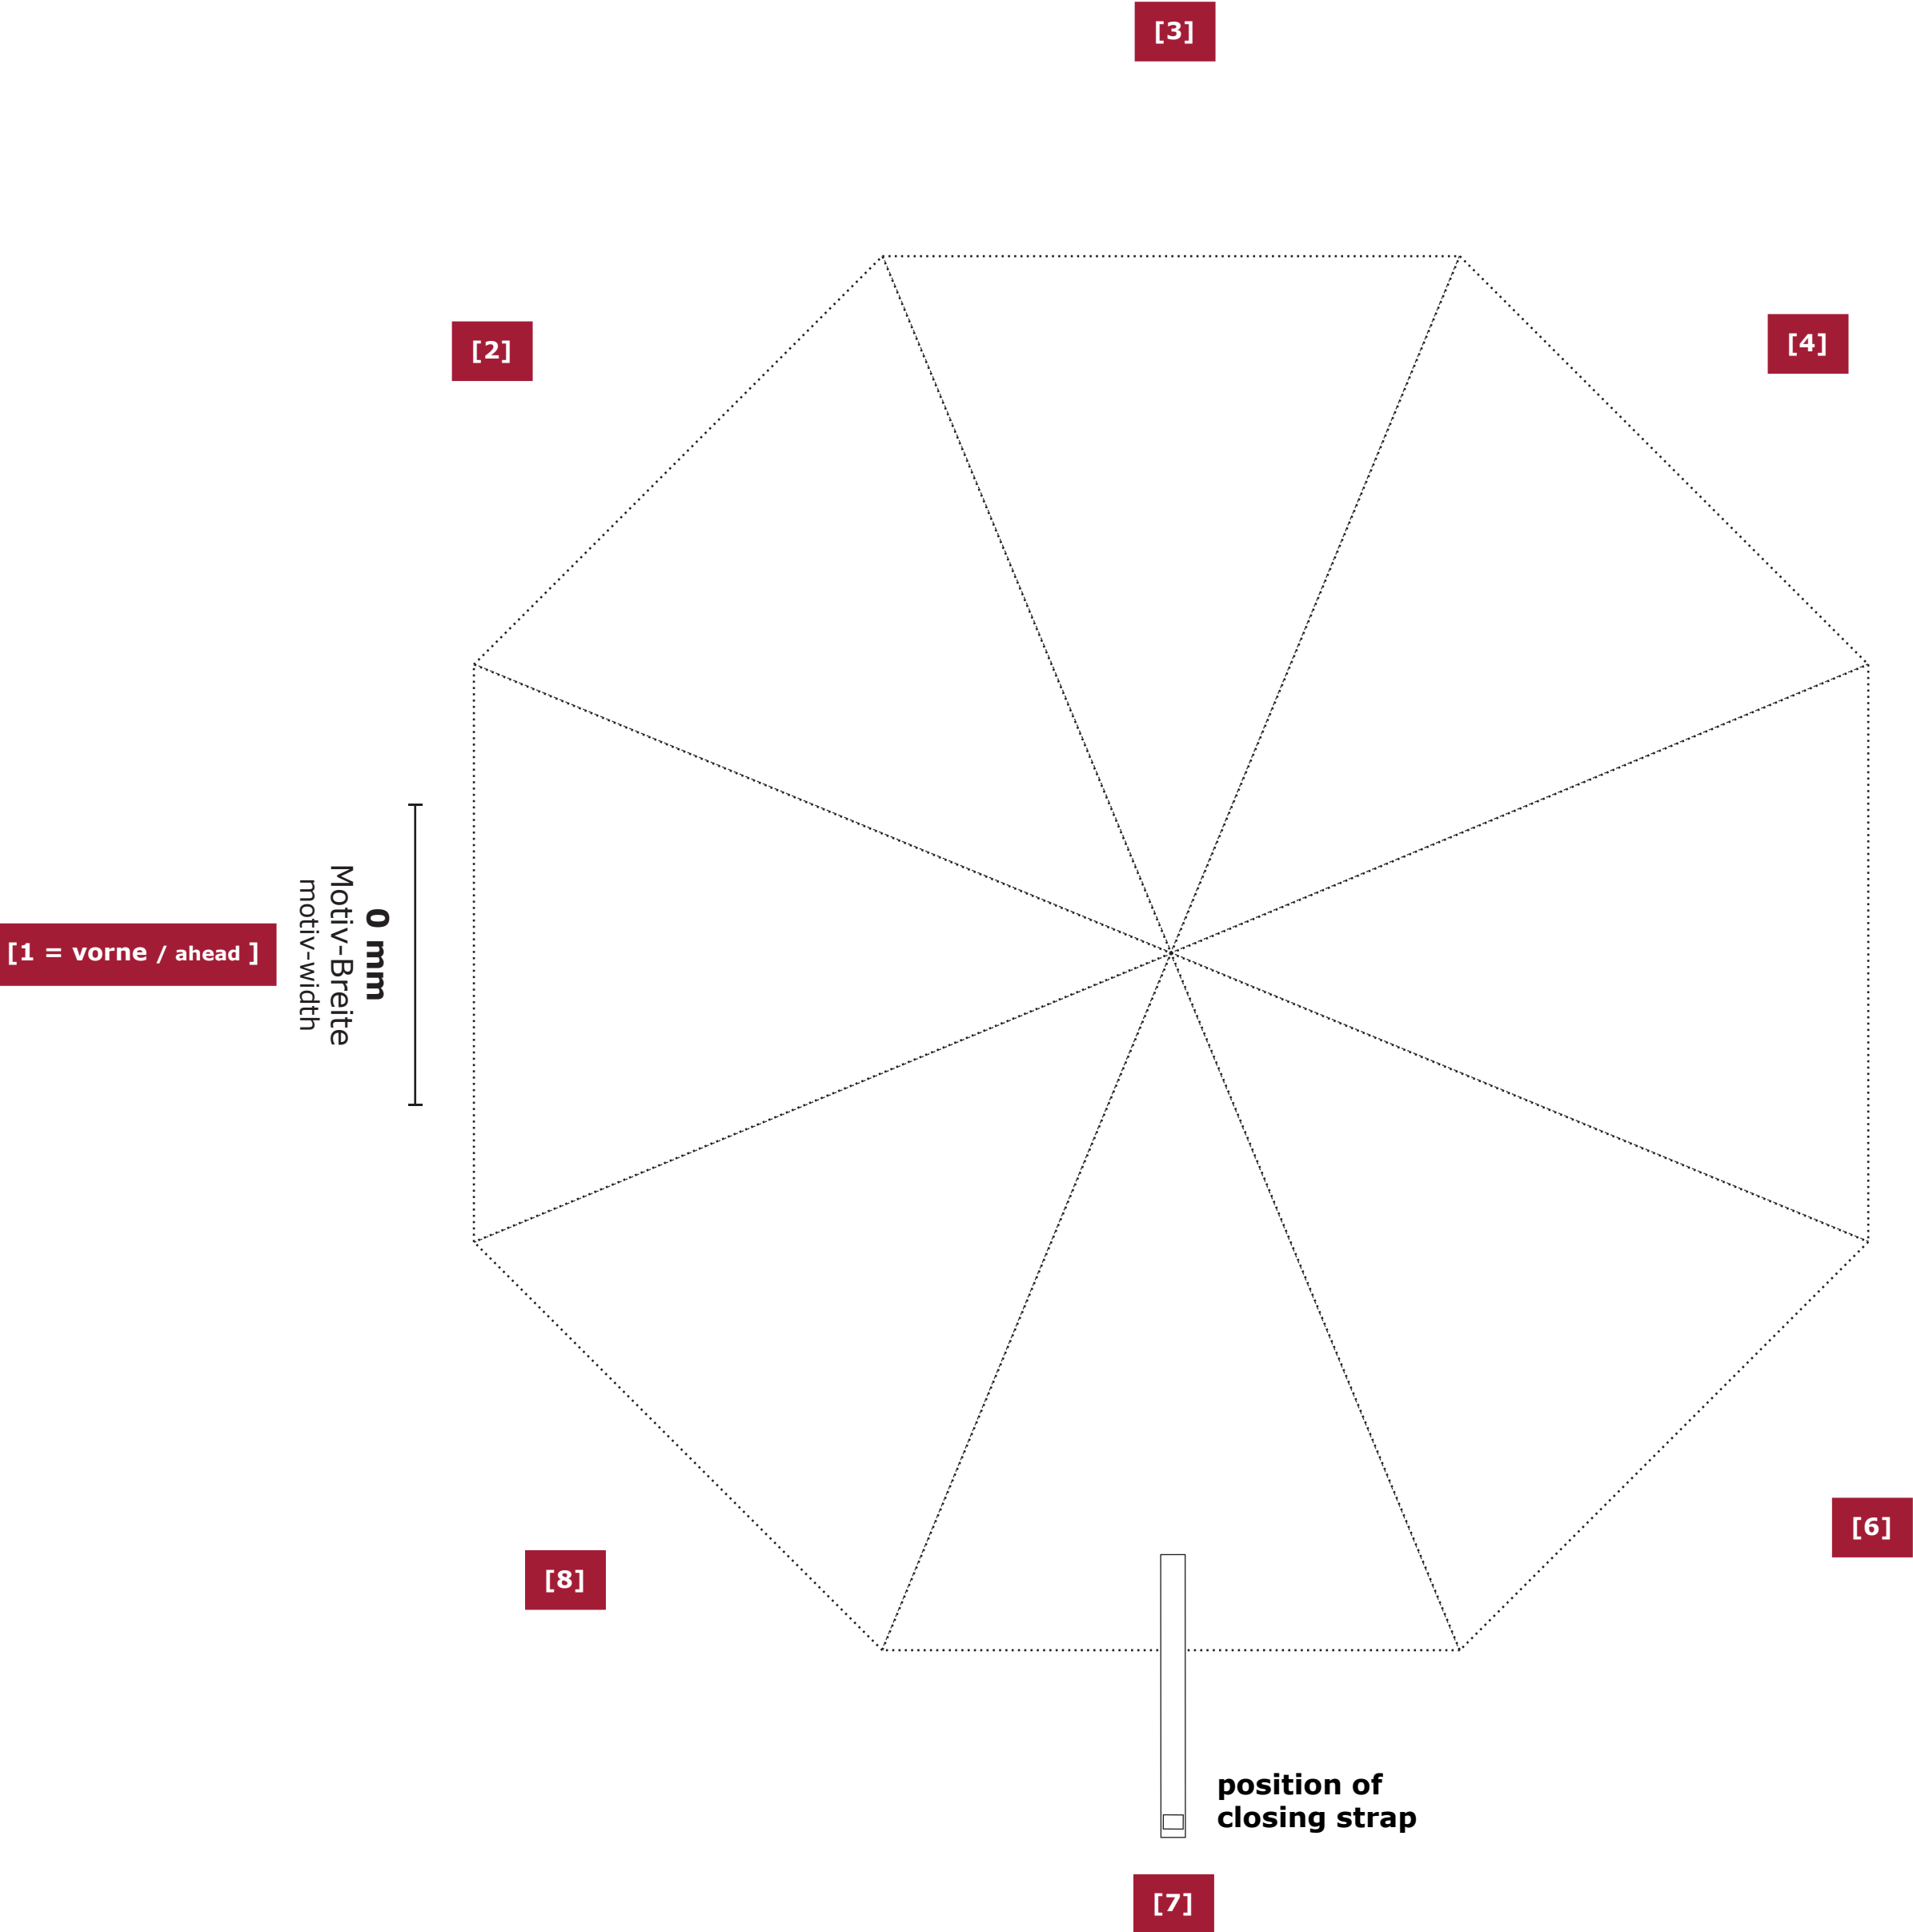 [3]
[2]
[4]
[1 = vorne / ahead ]
0 mm
Motiv-Breite
motiv-width
[6]
[8]
position of
closing strap
[7]